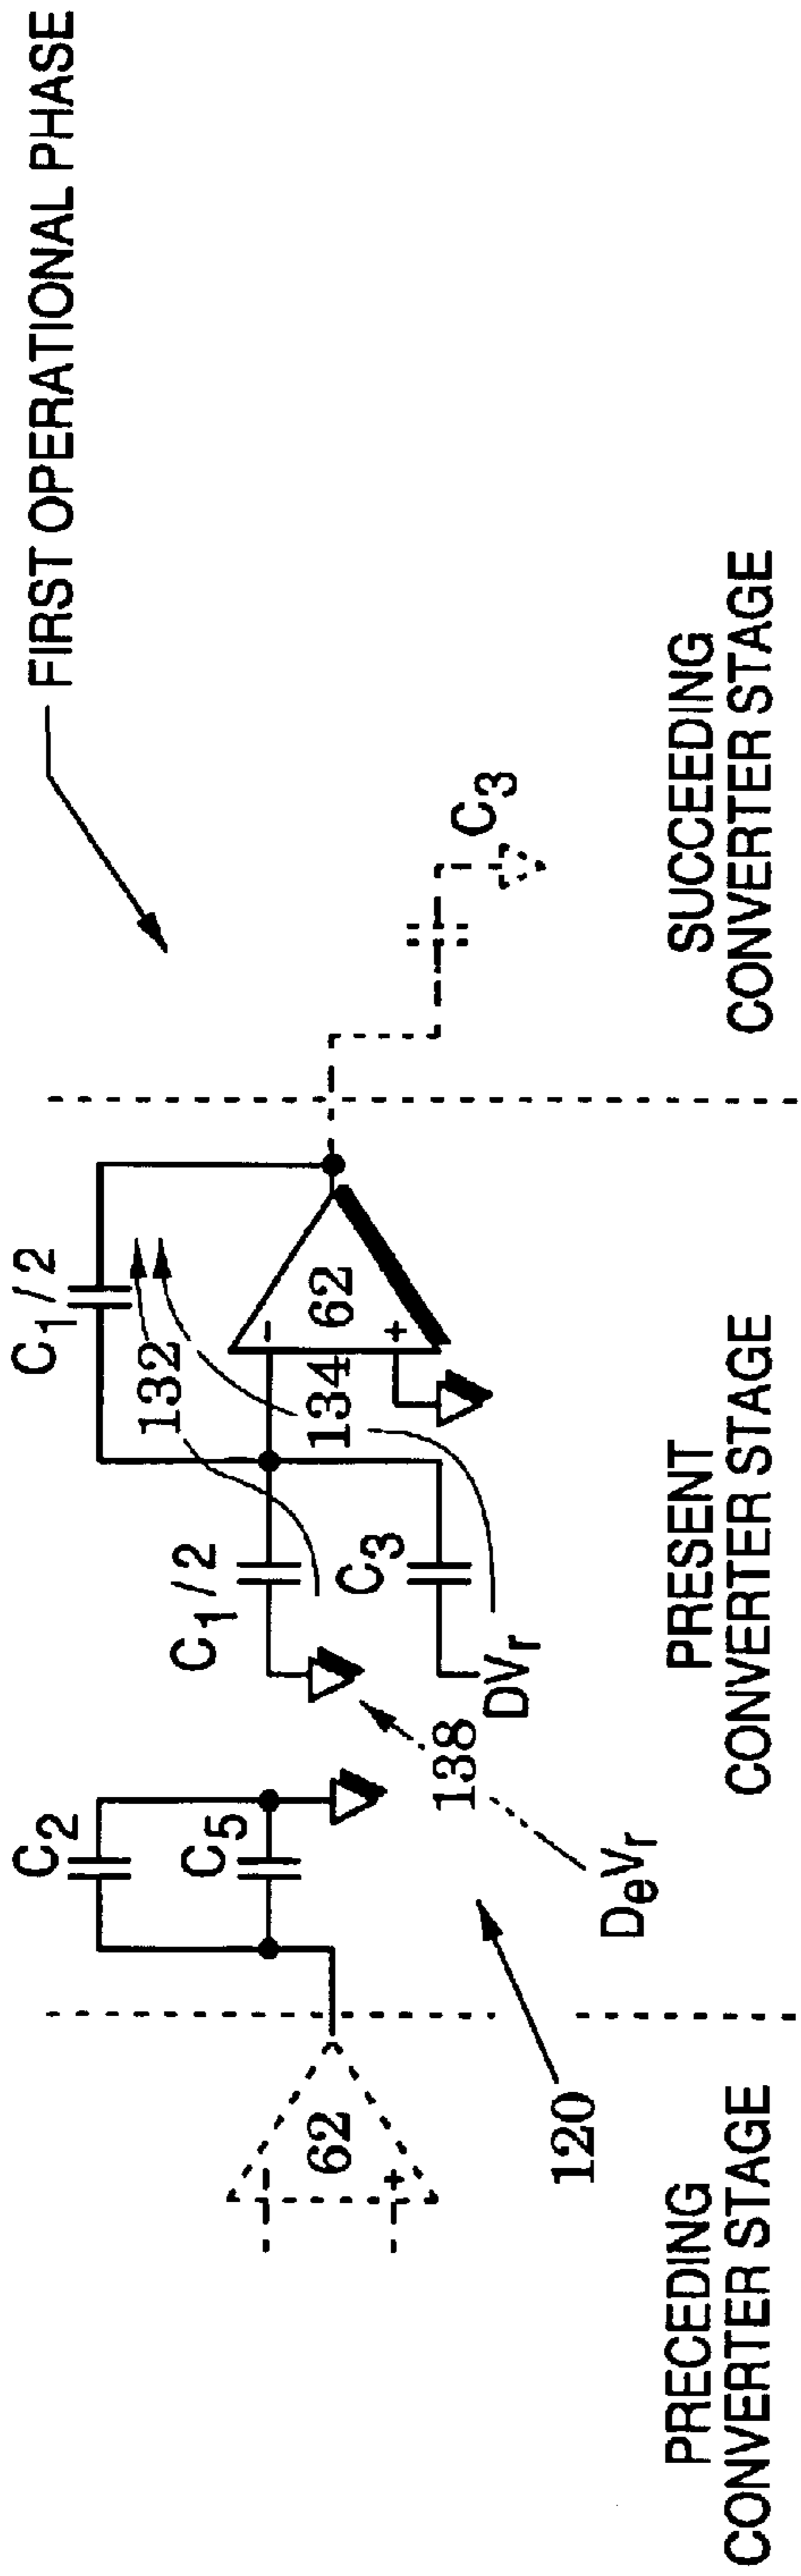 FIRST OPERATIONAL PHASE
C2
C5
C1/2
C1/2
132
134
C3
DVr
138
DeVr
62
-
+
62
-
+
120
C3
PRECEDING
CONVERTER STAGE
PRESENT
CONVERTER STAGE
SUCCEEDING
CONVERTER STAGE